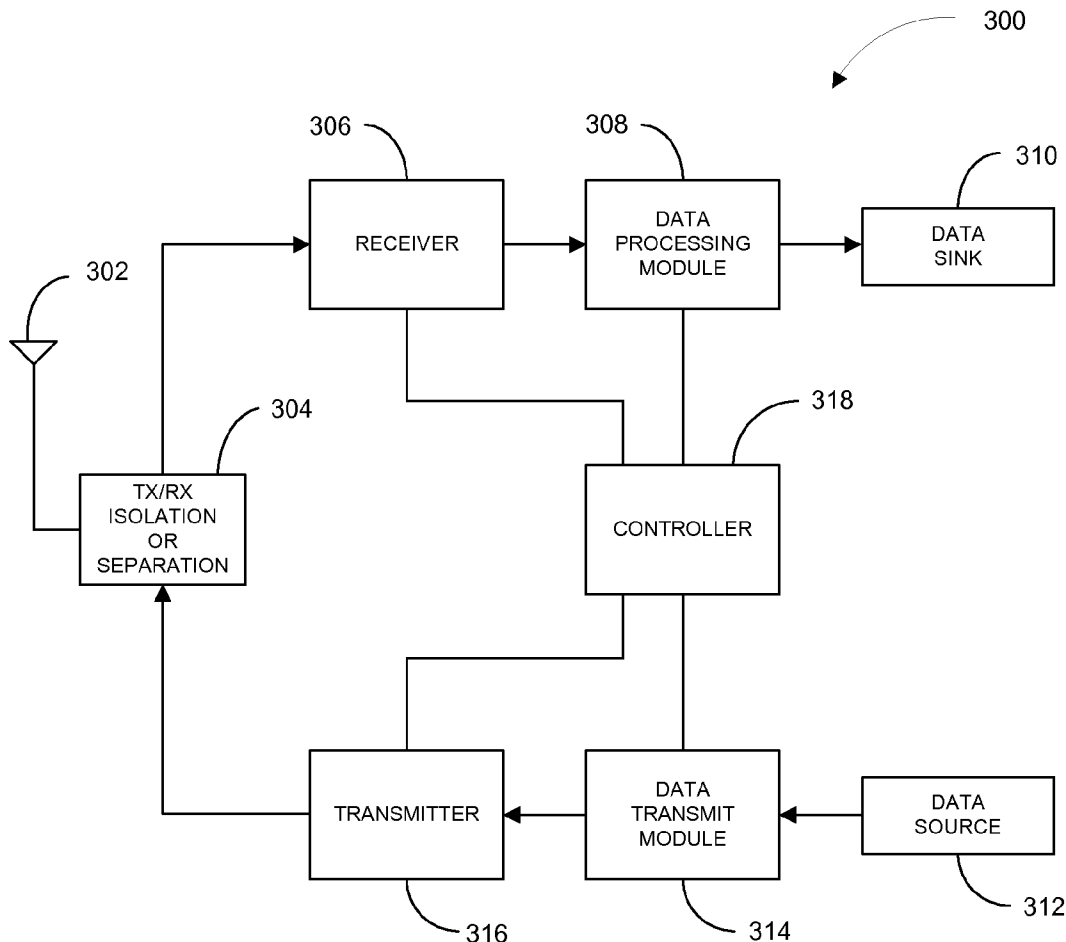 300
306
308
310
RECEIVER
DATA
PROCESSING
MODULE
DATA
SINK
302
304
318
TX/RX
ISOLATION
OR
SEPARATION
CONTROLLER
TRANSMITTER
DATA
TRANSMIT
MODULE
DATA
SOURCE
316
314
312